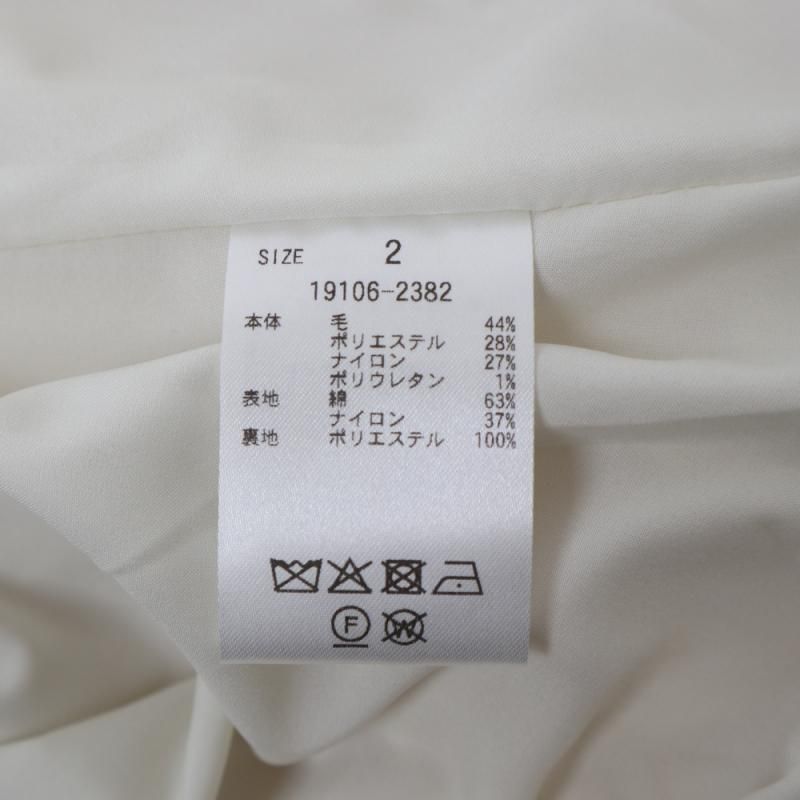 SIZE 2
19106-2382
本体 毛 44%
ポリエステル 28%
ナイロン 27%
ポリウレタン 1%
表地 綿 63%
ナイロン 37%
裏地 ポリエステル 100%
F W